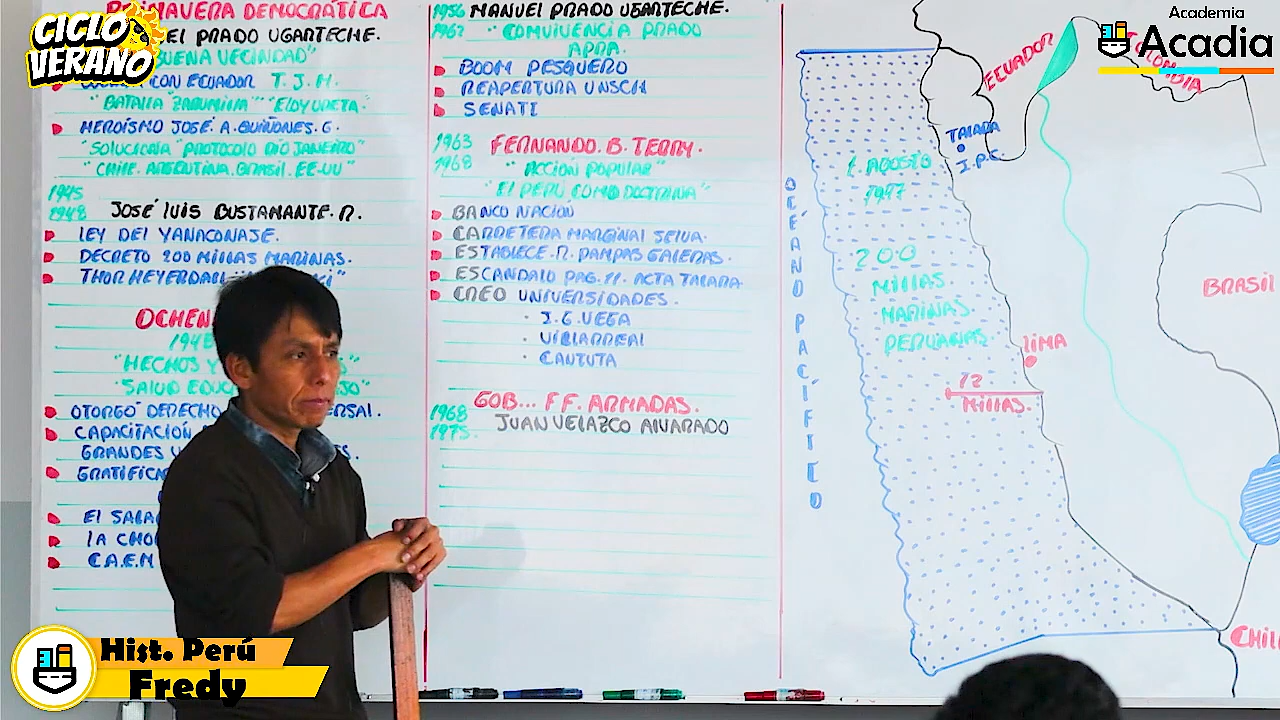 CICLO
VERANO
Academia
Acadia
PRIMAVERA DEMOCRÁTICA
EL PRADO UGARTECHE.
BUENA VECINDAD"
CON ECUADOR T. J. M.
"BATALLA "ZARUMILLA"
HEROÍSMO JOSÉ A. QUIÑONES. G.
"SOLUCIONA "PROTOCOLO RÍO JANEIRO"
"CHILE. ARGENTINA. BRASIL. EE-UU"
1945
1948 JOSÉ LUIS BUSTAMANTE. R.
LEY DEL YANACONAJE.
DECRETO 200 MILLAS MARINAS.
THOR HEYERDAHL
OCHEN
1948
"HECHOS Y
"SALUD EDUC
OTORGÓ DERECHO ERSAL.
CAPACITACIÓN
GRANDES
GRATIFICA
EL SALA
LA CHO
C.A.E.M
1956 MANUEL PRADO UGARTECHE.
1962 "CONVIVENCIA PRADO
APRA.
BOOM PESQUERO
REAPERTURA UNSCH
SENATI
1963 FERNANDO. B. TERRY.
1968 "ACCIÓN POPULAR"
"El PERÚ COMO DOCTRINA"
BANCO NACIÓN
CARRETERA MARGINAL SELVA.
ESTABLECE. R. PAMPAS GALERAS.
ESCANDALO PAG. 11. ACTA TALARA.
CREO UNIVERSIDADES.
· I. G. VEGA
· VILLARREAL
· CANTUTA
GOB... FF. ARMADAS.
1968 JUAN VELAZCO ALVARADO
1975.
ECUADOR
COLOMBIA
TALARA
I.P.C.
1. AGOSTO
1947
OCÉANO PACÍFICO
200
MILLAS.
MARINAS.
PERUANAS.
BRASIL
LIMA
12
MILLAS.
CHIL
Hist. Perú
Fredy